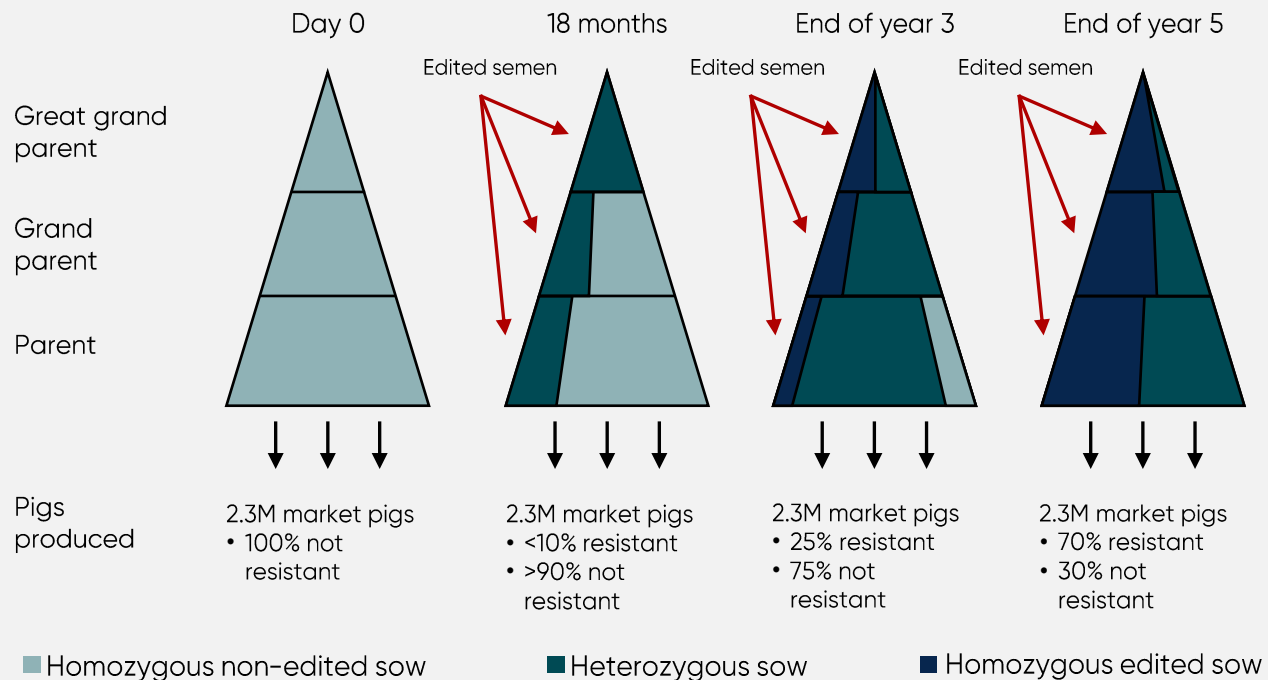 Day 0
18 months
End of year 3
End of year 5
Edited semen
Edited semen
Edited semen
Great grand
parent
Grand
parent
Parent
Pigs
produced
2.3M market pigs
• 100% not
resistant
2.3M market pigs
• <10% resistant
• >90% not
resistant
2.3M market pigs
• 25% resistant
• 75% not
resistant
2.3M market pigs
• 70% resistant
• 30% not
resistant
Homozygous non-edited sow
Heterozygous sow
Homozygous edited sow